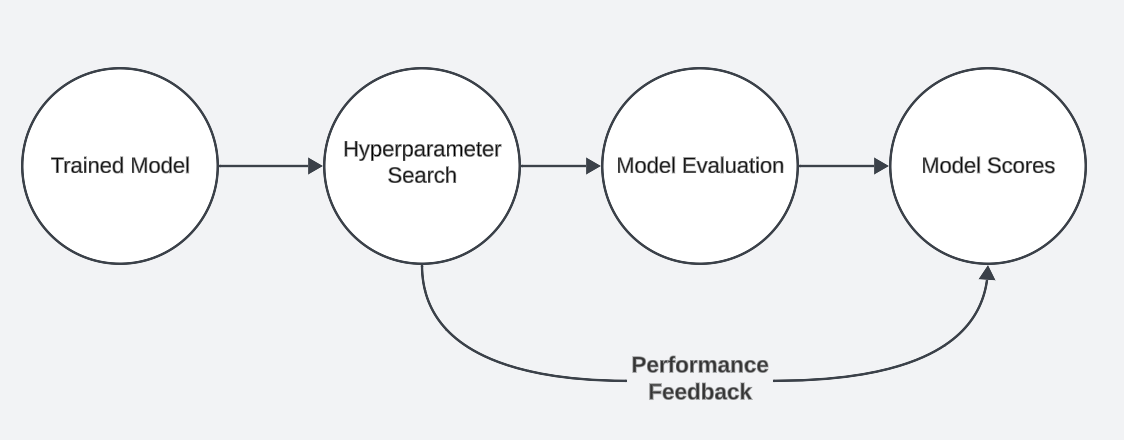 Trained Model
Hyperparameter
Search
Model Evaluation
Model Scores
Performance
Feedback